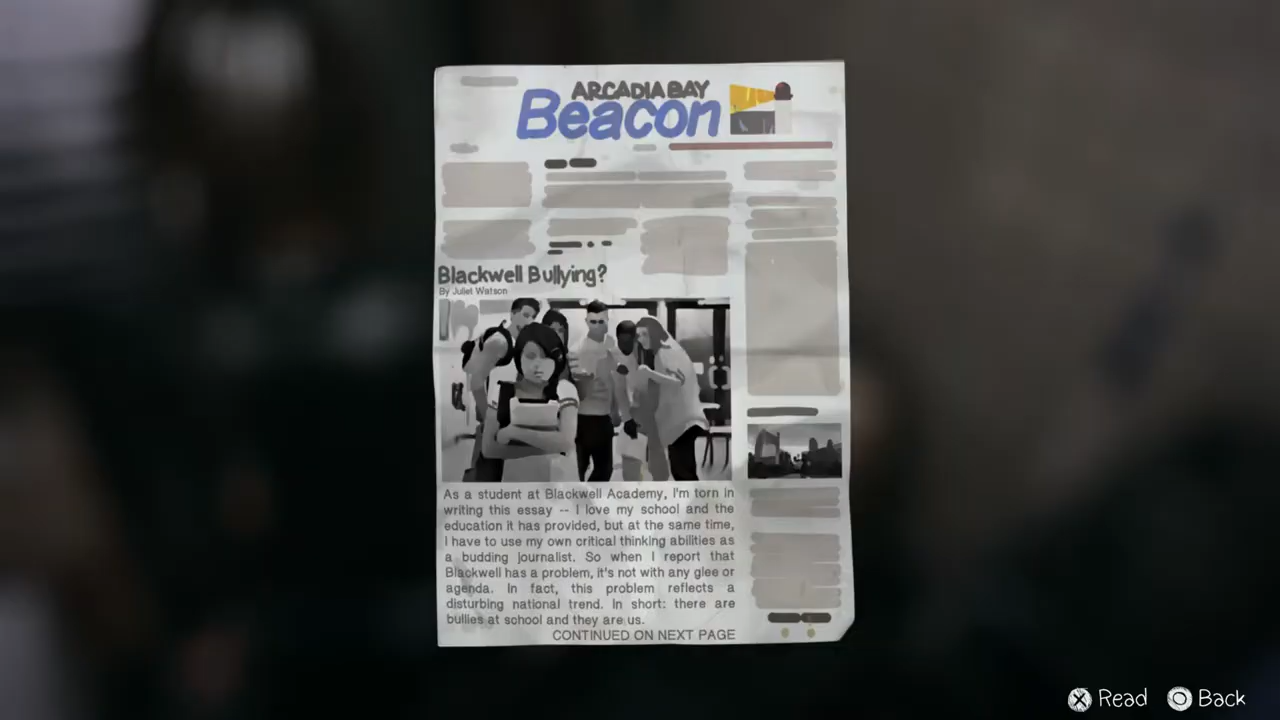 ARCADIA BAY
Beacon
Blackwell Bullying?
By Juliet Watson
As a student at Blackwell Academy, I'm torn in
writing this essay -- I love my school and the
education it has provided, but at the same time,
I have to use my own critical thinking abilities as
a budding journalist. So when I report that
Blackwell has a problem, it's not with any glee or
agenda. In fact, this problem reflects a
disturbing national trend. In short: there are
bullies at school and they are us.
CONTINUED ON NEXT PAGE
Read Back